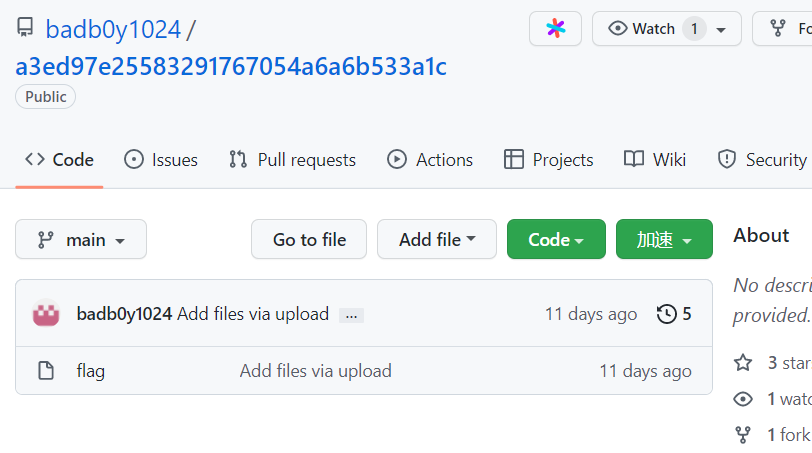 badb0y1024 /
Watch 1
Fo
a3ed97e25583291767054a6a6b533a1c
Public
Code Issues Pull requests Actions Projects Wiki Security
main Go to file Add file Code 加速
About
badb0y1024 Add files via upload ... 11 days ago 5
No descri
provided.
flag Add files via upload 11 days ago
3 star
1 watc
1 fork